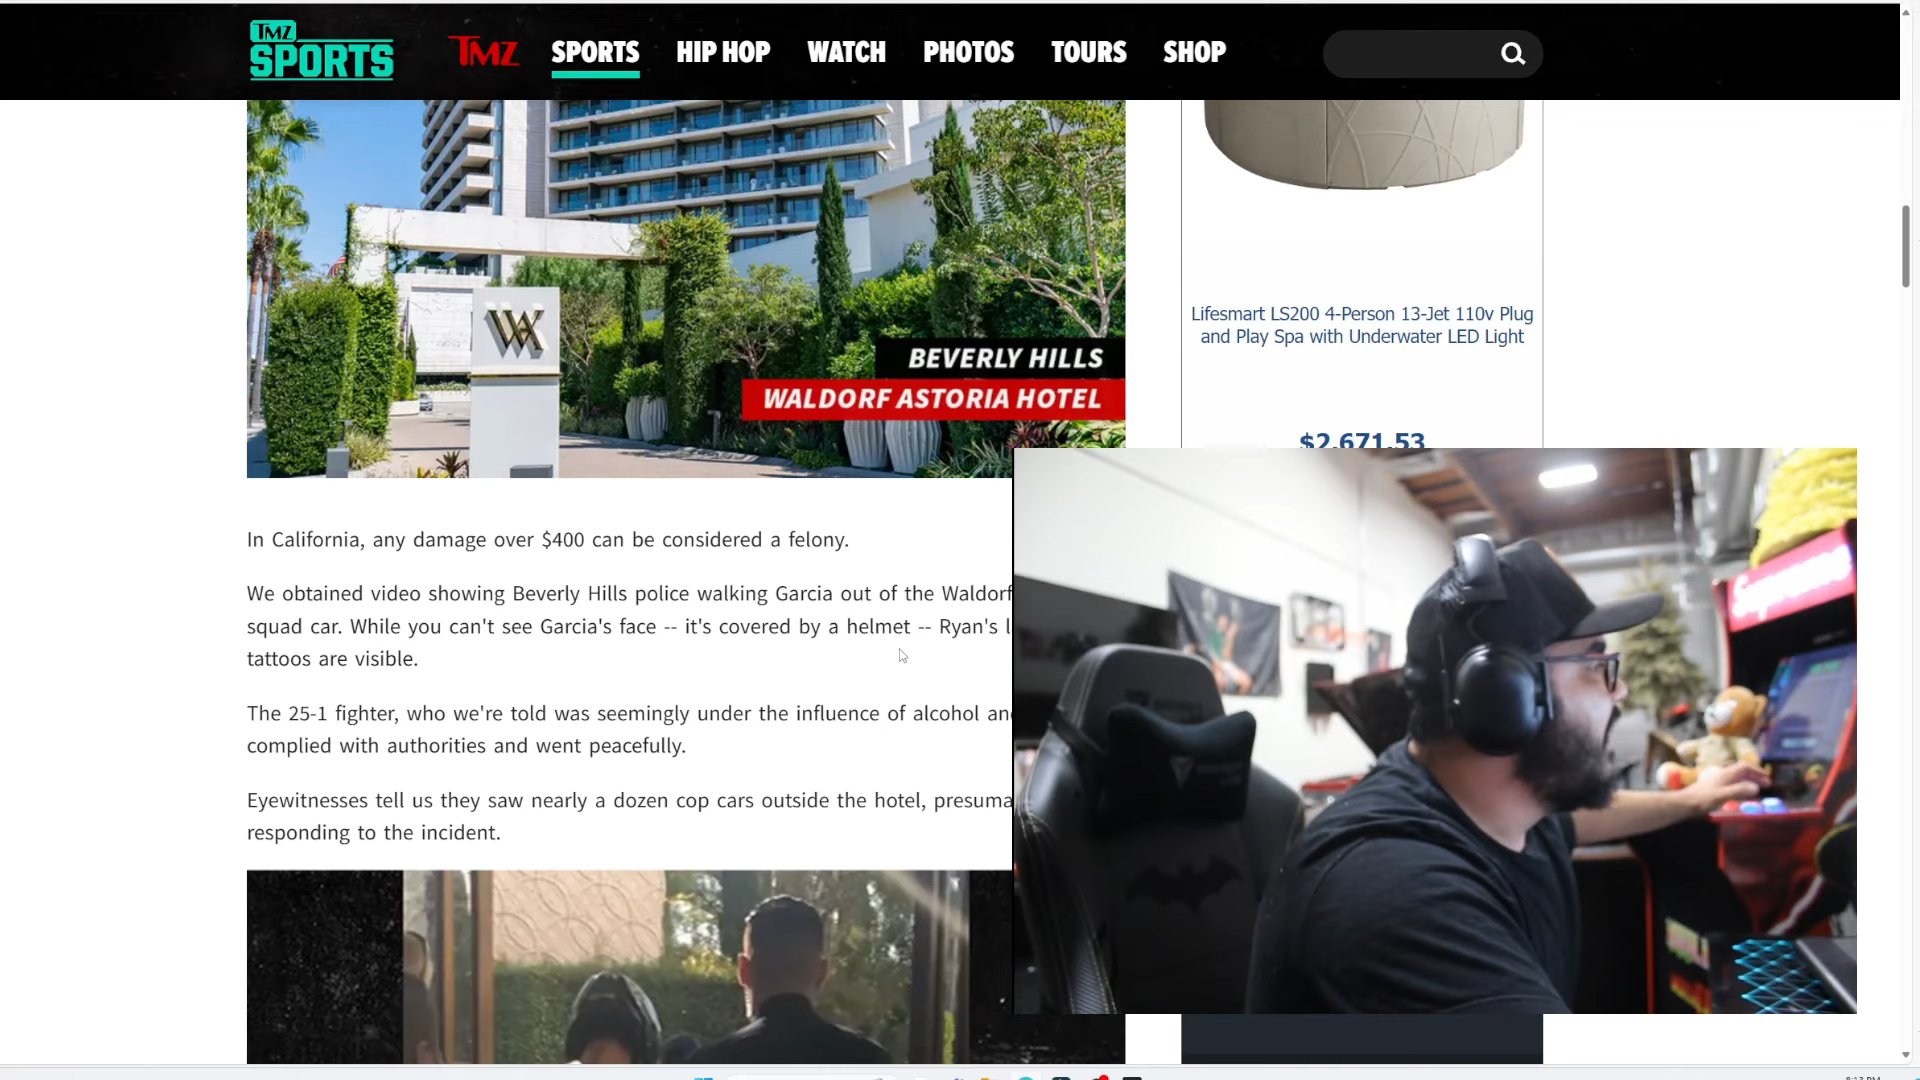 TMZ
SPORTS
TMZ SPORTS HIP HOP WATCH PHOTOS TOURS SHOP
BEVERLY HILLS
WALDORF ASTORIA HOTEL
Lifesmart LS200 4-Person 13-Jet 110v Plug
and Play Spa with Underwater LED Light
$2,671.53
In California, any damage over $400 can be considered a felony.
We obtained video showing Beverly Hills police walking Garcia out of the Waldorf
squad car. While you can't see Garcia's face -- it's covered by a helmet -- Ryan's
tattoos are visible.
The 25-1 fighter, who we're told was seemingly under the influence of alcohol
complied with authorities and went peacefully.
Eyewitnesses tell us they saw nearly a dozen cop cars outside the hotel,
responding to the incident.
Supreme